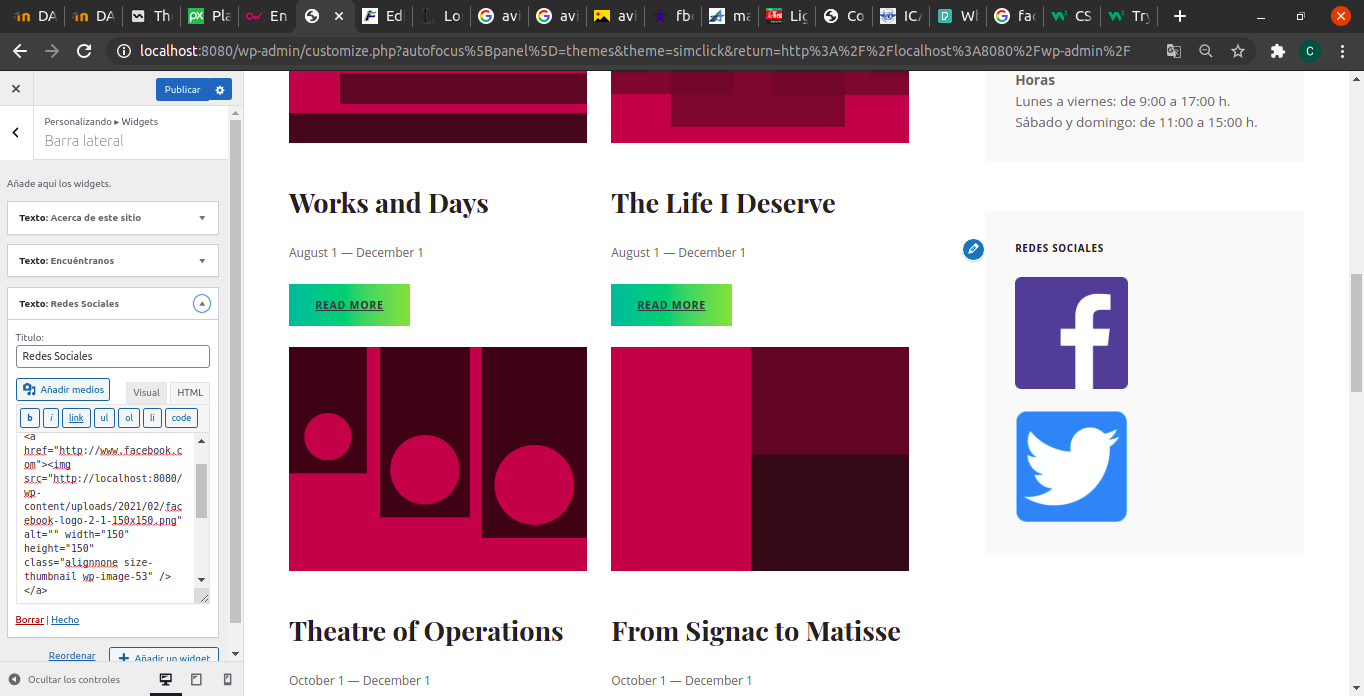 DA
DA
Th
Pla
En
Ed
Lo
avi
avi
avi
fb
ma
Lig
Co
ICA
Wl
fac
CS
Try
localhost:8080/wp-admin/customize.php?autofocus%5Bpanel%5D=themes&theme=simclick&return=http%3A%2F%2Flocalhost%3A8080%2Fwp-admin%2F
C
Publicar
Personalizando ▸ Widgets
Barra lateral
Añade aquí los widgets.
Texto: Acerca de este sitio
Texto: Encuéntranos
Texto: Redes Sociales
Título:
Redes Sociales
Añadir medios
Visual
HTML
b
i
link
ul
ol
li
code
<a
href="http://www.facebook.c
om"><img
src="http://localhost:8080/
wp-
content/uploads/2021/02/fac
ebook-logo-2-1-150x150.png"
alt="" width="150"
height="150"
class="alignnone size-
thumbnail wp-image-53" />
</a>
Borrar | Hecho
Reordenar
Añadir un widget
Ocultar los controles
Works and Days
August 1 — December 1
READ MORE
The Life I Deserve
August 1 — December 1
READ MORE
Theatre of Operations
October 1 — December 1
From Signac to Matisse
October 1 — December 1
Horas
Lunes a viernes: de 9:00 a 17:00 h.
Sábado y domingo: de 11:00 a 15:00 h.
REDES SOCIALES